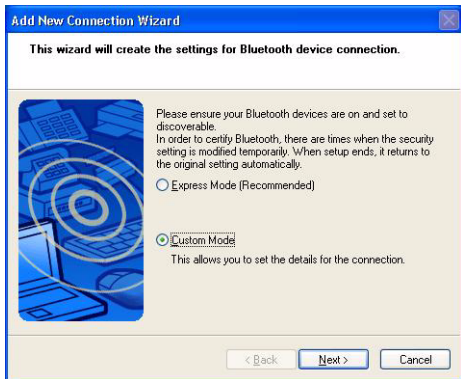 Add New Connection Wizard
This wizard will create the settings for Bluetooth device connection.
Please ensure your Bluetooth devices are on and set to
discoverable.
In order to certify Bluetooth, there are times when the security
setting is modified temporarily. When setup ends, it returns to
the original setting automatically.
Express Mode (Recommended)
Custom Mode
This allows you to set the details for the connection.
< Back Next > Cancel